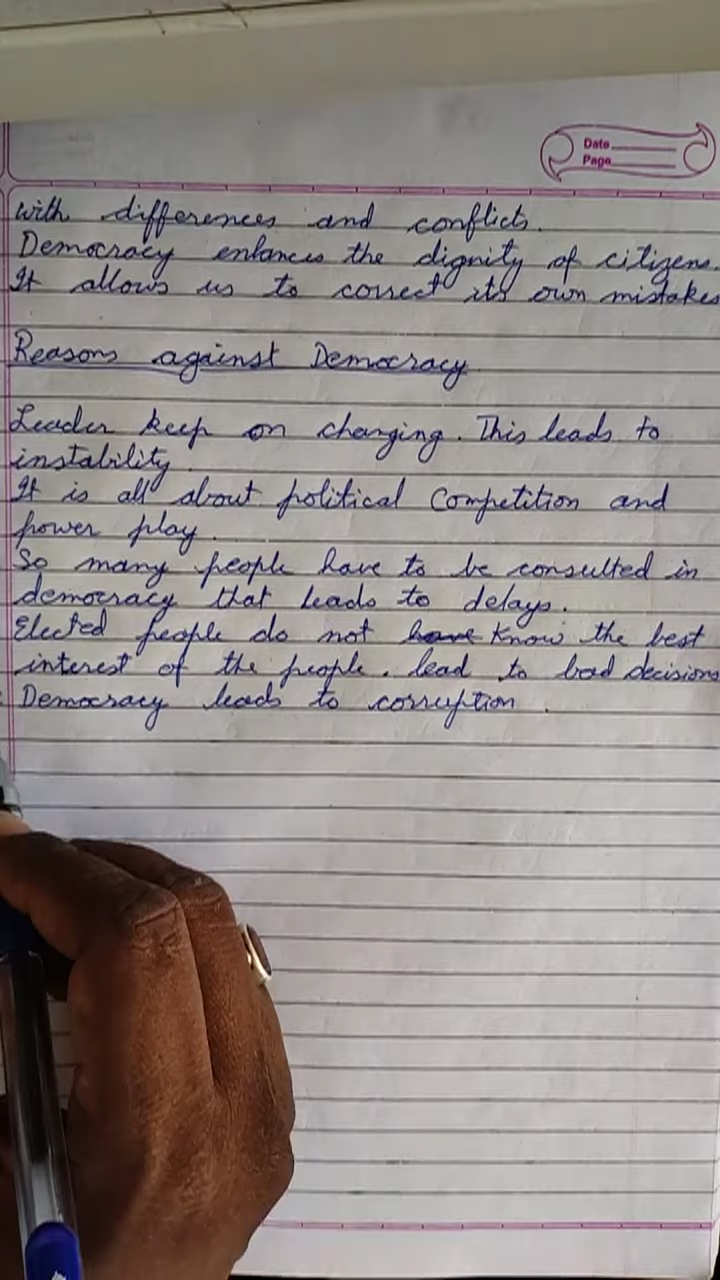 Date
Page
with differences and conflicts.
Democracy enhances the dignity of citizens.
It allows us to correct its own mistakes
Reasons against Democracy
Leader keep on changing. This leads to
instability.
It is all about political Competition and
power play.
So many people have to be consulted in
democracy that leads to delays.
Elected people do not have Know the best
interest of the people. lead to bad decisions
Democracy leads to corruption.